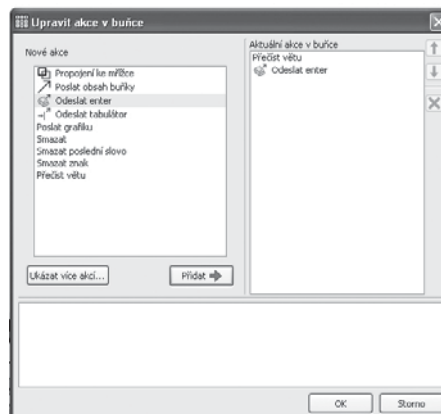 Upravit akce v buňce
Nové akce
Propojení ke mřížce
Poslat obsah buňky
Odeslat enter
Odeslat tabulátor
Poslat grafiku
Smazat
Smazat poslední slovo
Smazat znak
Přečíst větu
Ukázat více akcí...
Přidat
Aktuální akce v buňce
Přečíst větu
Odeslat enter
OK
Storno